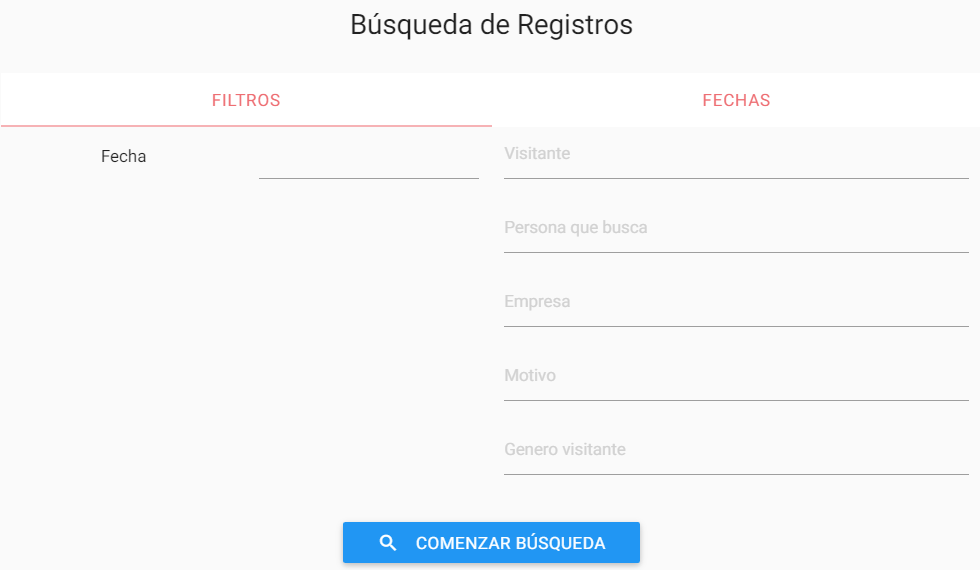 Búsqueda de Registros
FILTROS
FECHAS
Fecha
Visitante
Persona que busca
Empresa
Motivo
Genero visitante
COMENZAR BÚSQUEDA